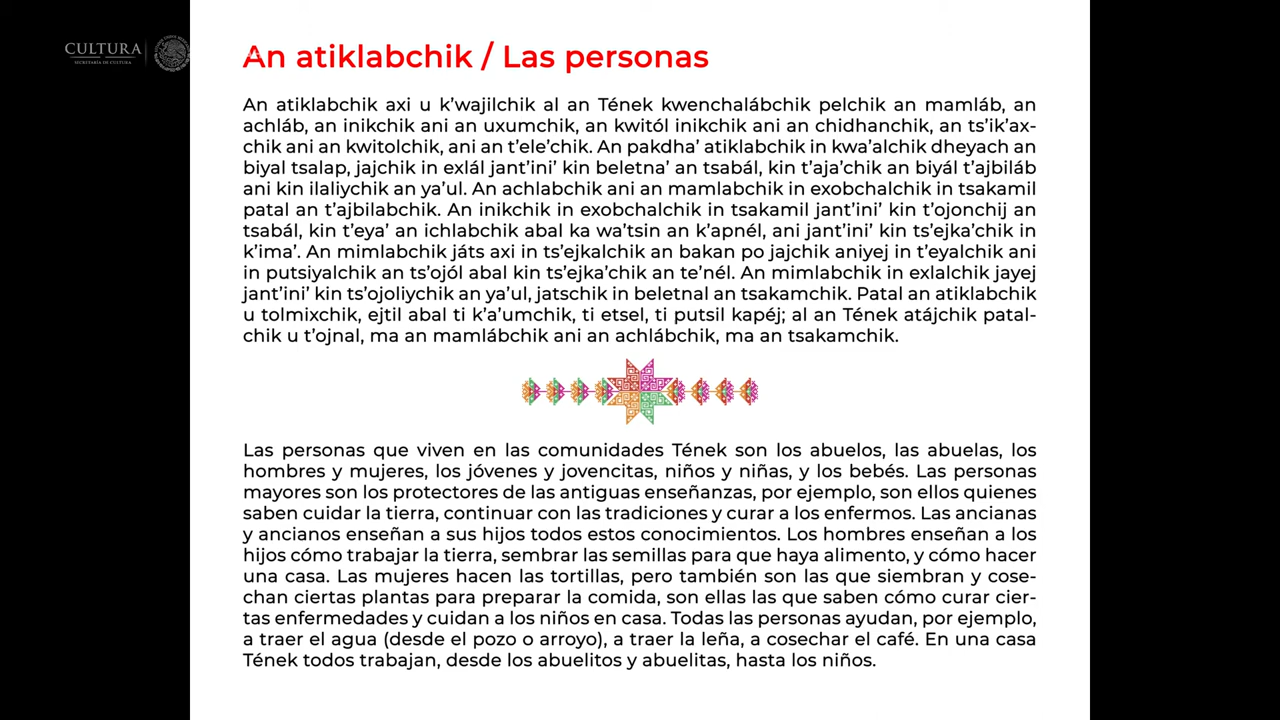 CULTURA
SECRETARÍA DE CULTURA
An atiklabchik / Las personas
An atiklabchik axi u k’wajilchik al an Tének kwenchalábchik pelchik an mamláb, an
achláb, an inikchik ani an uxumchik, an kwitól inikchik ani an chidhanchik, an ts’ik’ax-
chik ani an kwitolchik, ani an t’ele’chik. An pakdha’ atiklabchik in kwa’alchik dheyach an
biyal tsalap, jajchik in exlál jant’ini’ kin beletna’ an tsabál, kin t’aja’chik an biyál t’ajbiláb
ani kin ilaliychik an ya’ul. An achlabchik ani an mamlabchik in exobchalchik in tsakamil
patal an t’ajbilabchik. An inikchik in exobchalchik in tsakamil jant’ini’ kin t’ojonchij an
tsabál, kin t’eya’ an ichlabchik abal ka wa’tsin an k’apnél, ani jant’ini’ kin ts’ejka’chik in
k’ima’. An mimlabchik játs axi in ts’ejkalchik an bakan po jajchik aniyej in t’eyalchik ani
in putsiyalchik an ts’ojól abal kin ts’ejka’chik an te’nél. An mimlabchik in exlalchik jayej
jant’ini’ kin ts’ojoliychik an ya’ul, jatschik in beletnal an tsakamchik. Patal an atiklabchik
u tolmixchik, ejtil abal ti k’a’umchik, ti etsel, ti putsil kapéj; al an Tének atájchik patal-
chik u t’ojnal, ma an mamlábchik ani an achlábchik, ma an tsakamchik.
Las personas que viven en las comunidades Tének son los abuelos, las abuelas, los
hombres y mujeres, los jóvenes y jovencitas, niños y niñas, y los bebés. Las personas
mayores son los protectores de las antiguas enseñanzas, por ejemplo, son ellos quienes
saben cuidar la tierra, continuar con las tradiciones y curar a los enfermos. Las ancianas
y ancianos enseñan a sus hijos todos estos conocimientos. Los hombres enseñan a los
hijos cómo trabajar la tierra, sembrar las semillas para que haya alimento, y cómo hacer
una casa. Las mujeres hacen las tortillas, pero también son las que siembran y cose-
chan ciertas plantas para preparar la comida, son ellas las que saben cómo curar cier-
tas enfermedades y cuidan a los niños en casa. Todas las personas ayudan, por ejemplo,
a traer el agua (desde el pozo o arroyo), a traer la leña, a cosechar el café. En una casa
Tének todos trabajan, desde los abuelitos y abuelitas, hasta los niños.